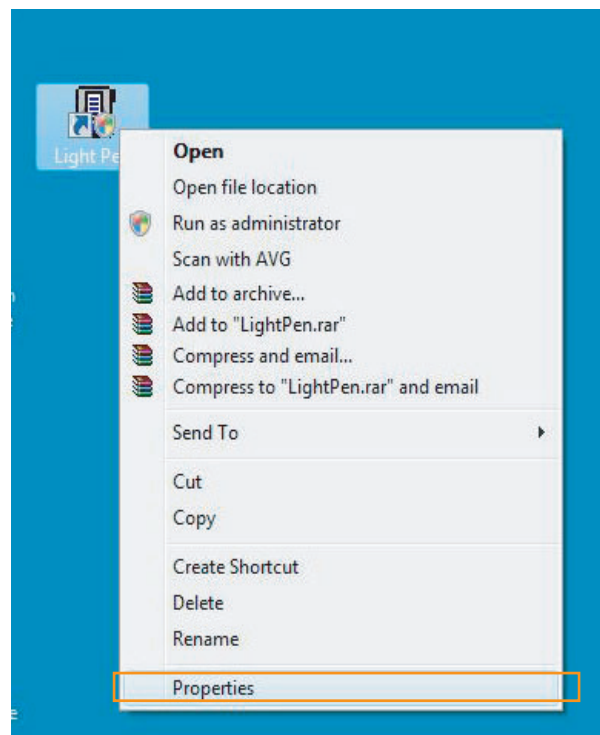 Light Pe
Open
Open file location
Run as administrator
Scan with AVG
Add to archive...
Add to "LightPen.rar"
Compress and email...
Compress to "LightPen.rar" and email
Send To
Cut
Copy
Create Shortcut
Delete
Rename
Properties